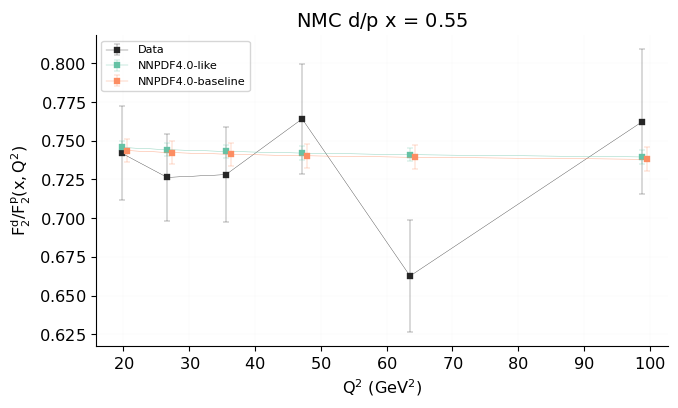 NMC d/p x = 0.55
Data
NNPDF4.0-like
NNPDF4.0-baseline
0.800
0.775
0.750
0.725
0.700
0.675
0.650
0.625
F₂ᵈ/F₂ᵖ(x,Q²)
20 30 40 50 60 70 80 90 100
Q² (GeV²)